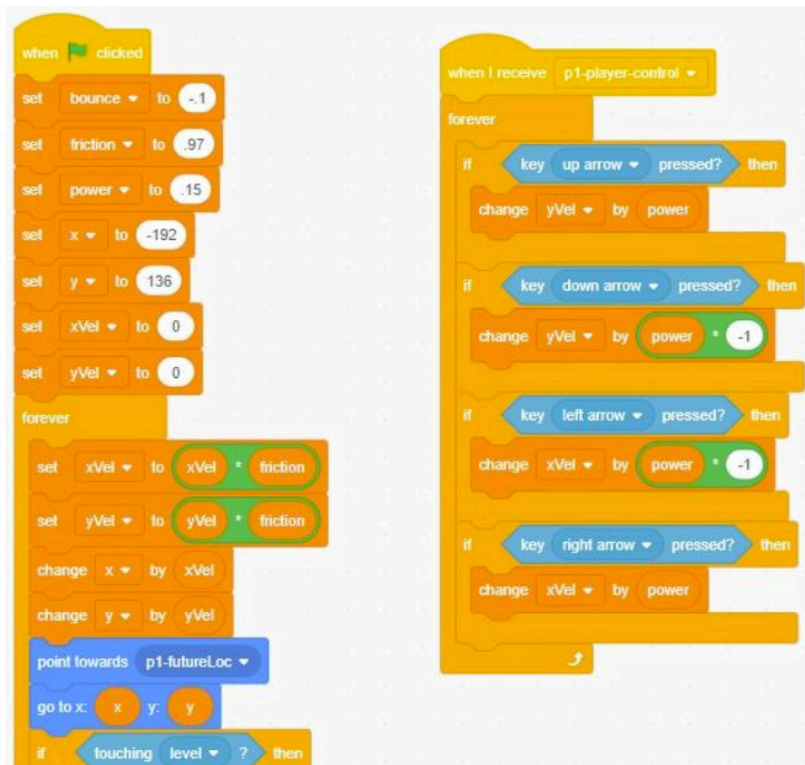 when clicked
set bounce to -.1
set friction to .97
set power to .15
set x to -192
set y to 136
set xVel to 0
set yVel to 0
forever
set xVel to xVel * friction
set yVel to yVel * friction
change x by xVel
change y by yVel
point towards p1-futureLoc
go to x: x y: y
if touching level ? then
when I receive p1-player-control
forever
if key up arrow pressed? then
change yVel by power
if key down arrow pressed? then
change yVel by power * -1
if key left arrow pressed? then
change xVel by power * -1
if key right arrow pressed? then
change xVel by power